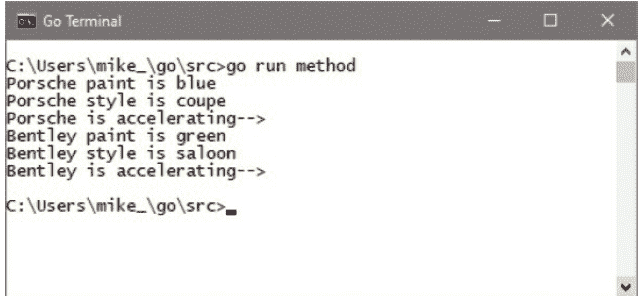 Go Terminal
C:\Users\mike_\go\src>go run method
Porsche paint is blue
Porsche style is coupe
Porsche is accelerating-->
Bentley paint is green
Bentley style is saloon
Bentley is accelerating-->
C:\Users\mike_\go\src>